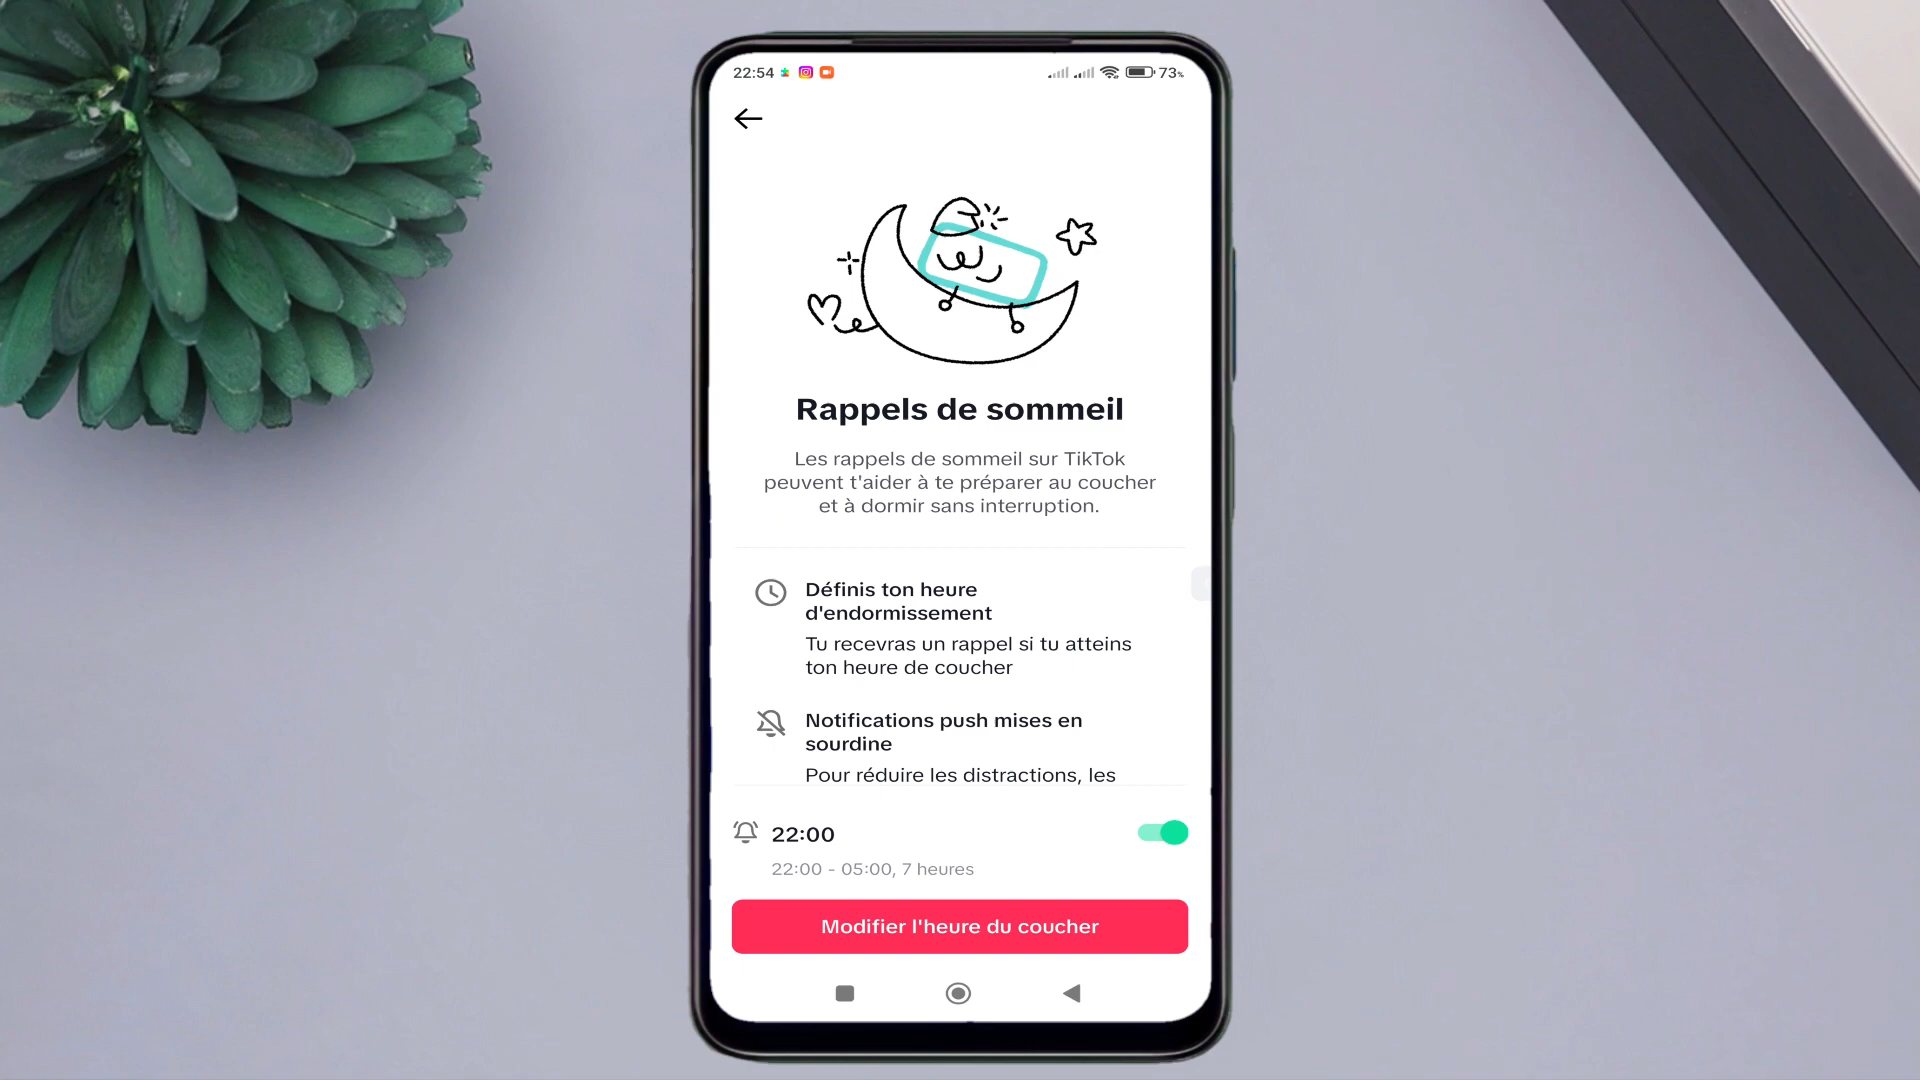 22:54
73%
Rappels de sommeil
Les rappels de sommeil sur TikTok
peuvent t'aider à te préparer au coucher
et à dormir sans interruption.
Définis ton heure
d'endormissement
Tu recevras un rappel si tu atteins
ton heure de coucher
Notifications push mises en
sourdine
Pour réduire les distractions, les
22:00
22:00 - 05:00, 7 heures
Modifier l'heure du coucher